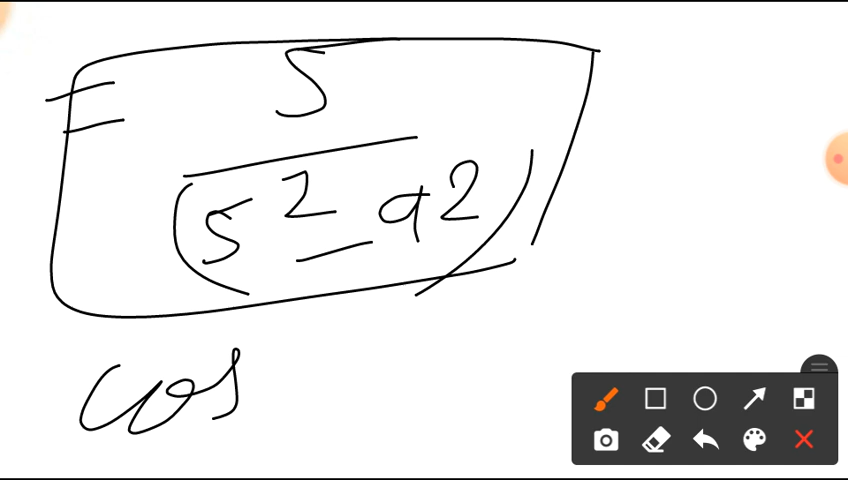 = s
(s² - a²)
cos